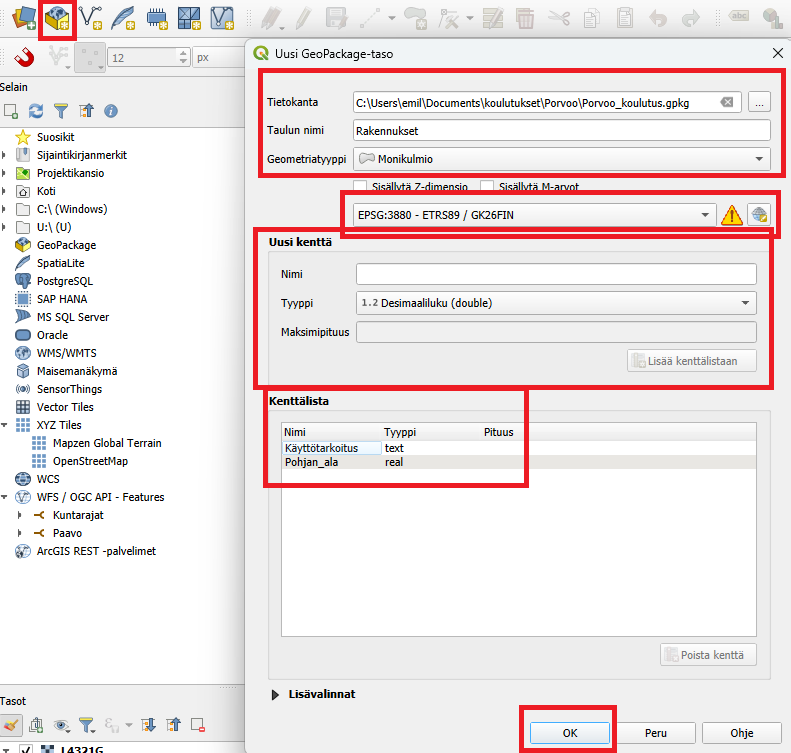 abc
12
px
Selain
Suosikit
Sijaintikirjanmerkit
Projektikansio
Koti
C:\ (Windows)
U:\ (U)
GeoPackage
SpatiaLite
PostgreSQL
SAP HANA
MS SQL Server
Oracle
WMS/WMTS
Maisemanäkymä
SensorThings
Vector Tiles
XYZ Tiles
Mapzen Global Terrain
OpenStreetMap
WCS
WFS / OGC API - Features
Kuntarajat
Paavo
ArcGIS REST -palvelimet
Tasot
L4321G
Uusi GeoPackage-taso
Tietokanta
C:\Users\emil\Documents\koulutukset\Porvoo\Porvoo_koulutus.gpkg
...
Taulun nimi
Rakennukset
Geometriatyyppi
Monikulmio
Sisällytä Z-dimensio
Sisällytä M-arvot
EPSG:3880 - ETRS89 / GK26FIN
Uusi kenttä
Nimi
Tyyppi
1.2 Desimaaliluku (double)
Maksimipituus
Lisää kenttälistaan
Kenttälista
Nimi Tyyppi Pituus
Käyttötarkoitus text
Pohjan_ala real
Poista kenttä
Lisävalinnat
OK
Peru
Ohje